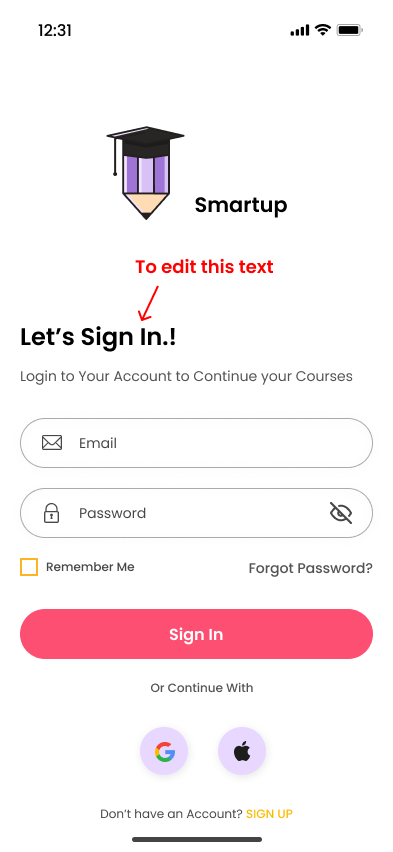 12:31
Smartup
To edit this text
Let's Sign In.!
Login to Your Account to Continue your Courses
Email
Password
Remember Me
Forgot Password?
Sign In
Or Continue With
Don't have an Account? SIGN UP